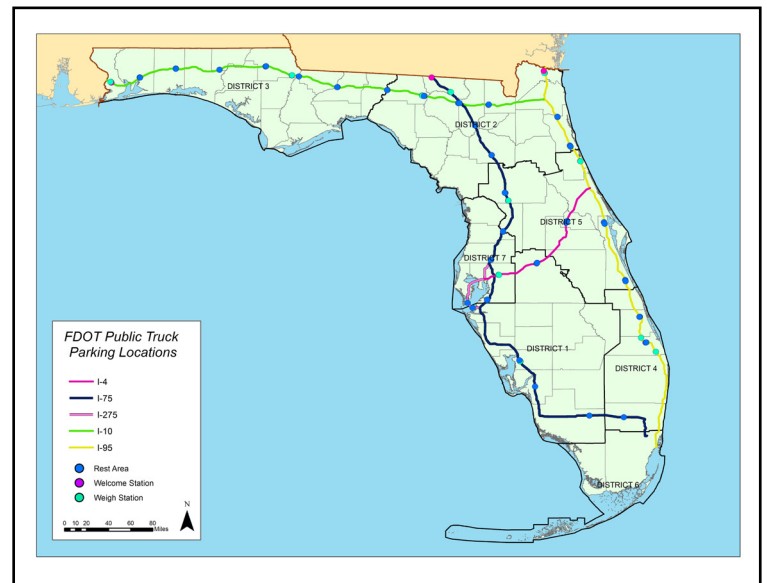 DISTRICT 3
DISTRICT 2
DISTRICT 5
DISTRICT 7
DISTRICT 1
DISTRICT 4
DISTRICT 6
FDOT Public Truck
Parking Locations
I-4
I-75
I-275
I-10
I-95
Rest Area
Welcome Station
Weigh Station
N
0 10 20 40 60 80
Miles